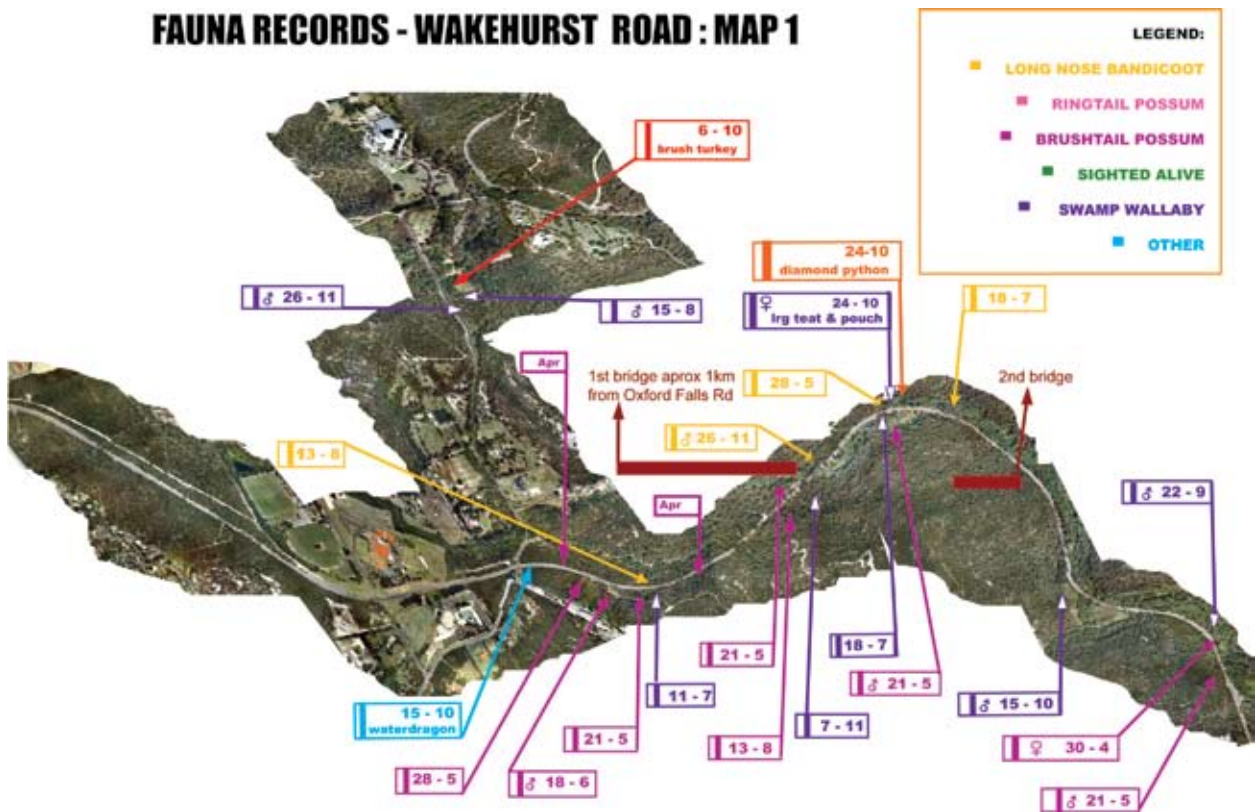 FAUNA RECORDS - WAKEHURST ROAD : MAP 1
LEGEND:
LONG NOSE BANDICOOT
RINGTAIL POSSUM
BRUSHTAIL POSSUM
SIGHTED ALIVE
SWAMP WALLABY
OTHER
6 - 10
brush turkey
♂ 26 - 11
♂ 15 - 8
24-10
diamond python
♀ 24 - 10
lrg teat & pouch
18 - 7
Apr
1st bridge aprox 1km
from Oxford Falls Rd
28 - 5
2nd bridge
♂ 26 - 11
13 - 8
Apr
♂ 22 - 9
21 - 5
18 - 7
♂ 21 - 5
11 - 7
♂ 15 - 10
15 - 10
waterdragon
21 - 5
13 - 8
7 - 11
♀ 30 - 4
28 - 5
♂ 18 - 6
♂ 21 - 5